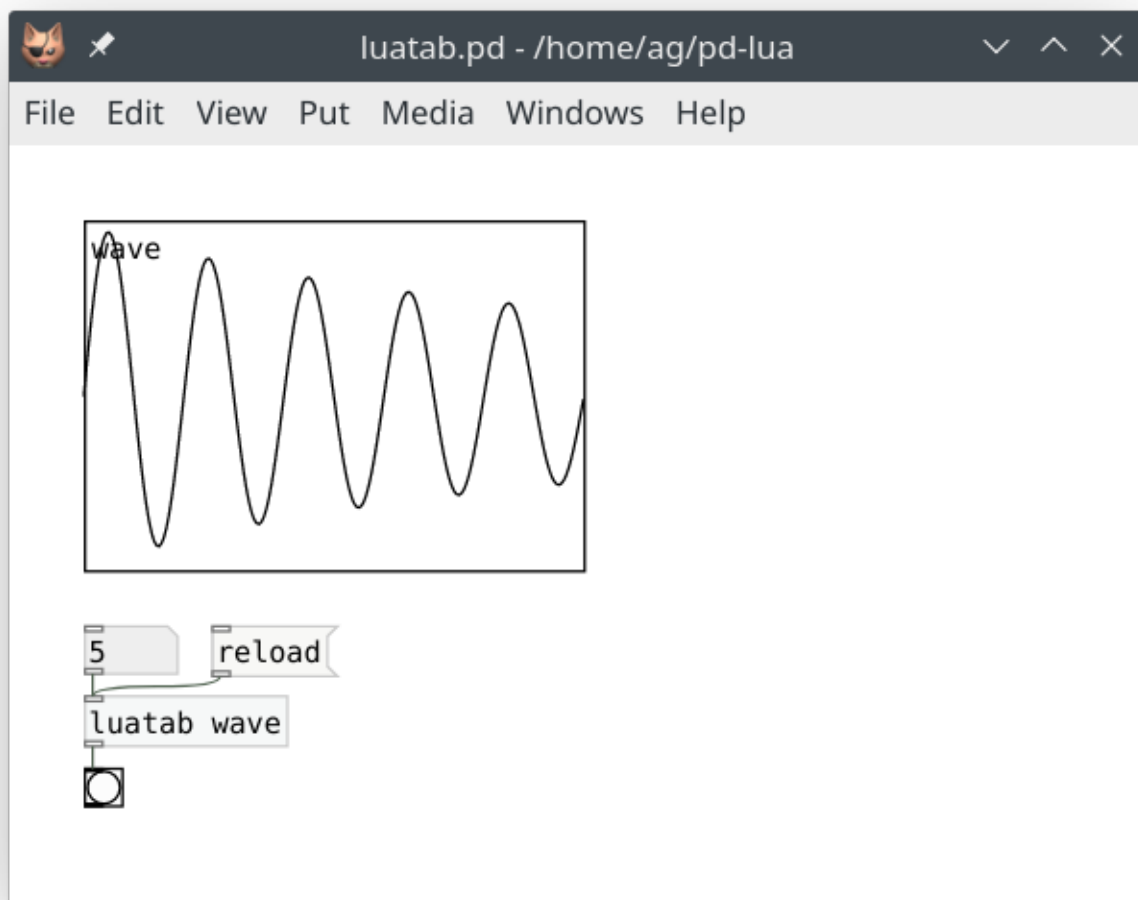 luatab.pd - /home/ag/pd-lua
File Edit View Put Media Windows Help
wave
5
reload
luatab wave